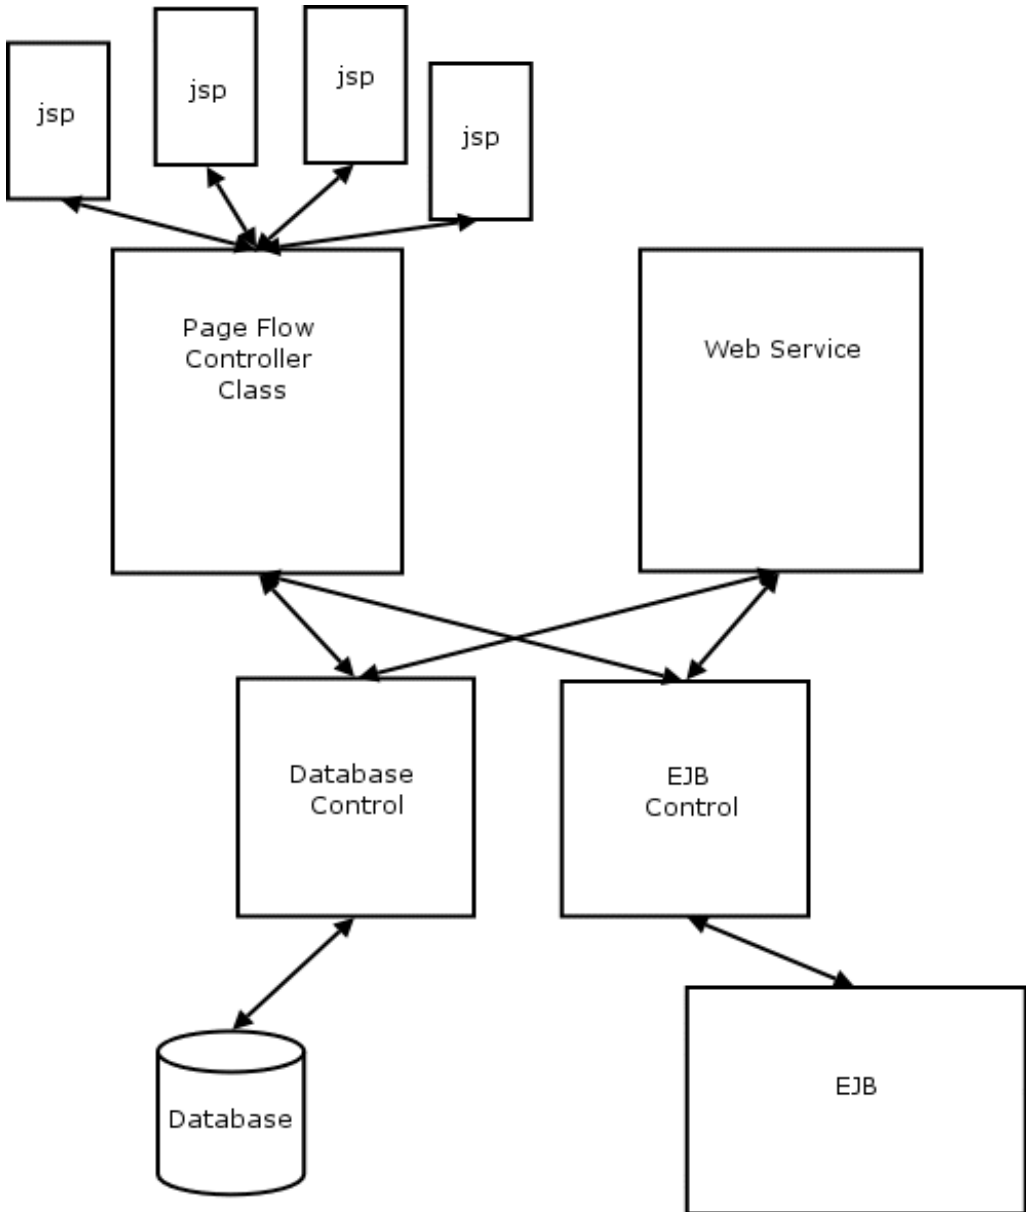 jsp
jsp
jsp
jsp
Page Flow
Controller
Class
Web Service
Database
Control
EJB
Control
Database
EJB